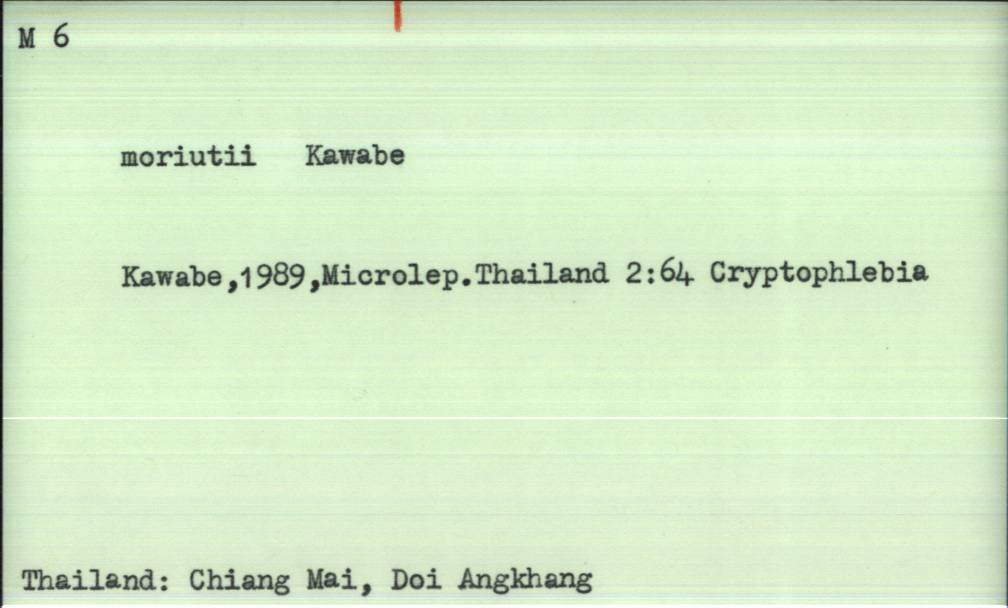 M 6
moriutii Kawabe
Kawabe,1989,Microlep.Thailand 2:64 Cryptophlebia
Thailand: Chiang Mai, Doi Angkhang